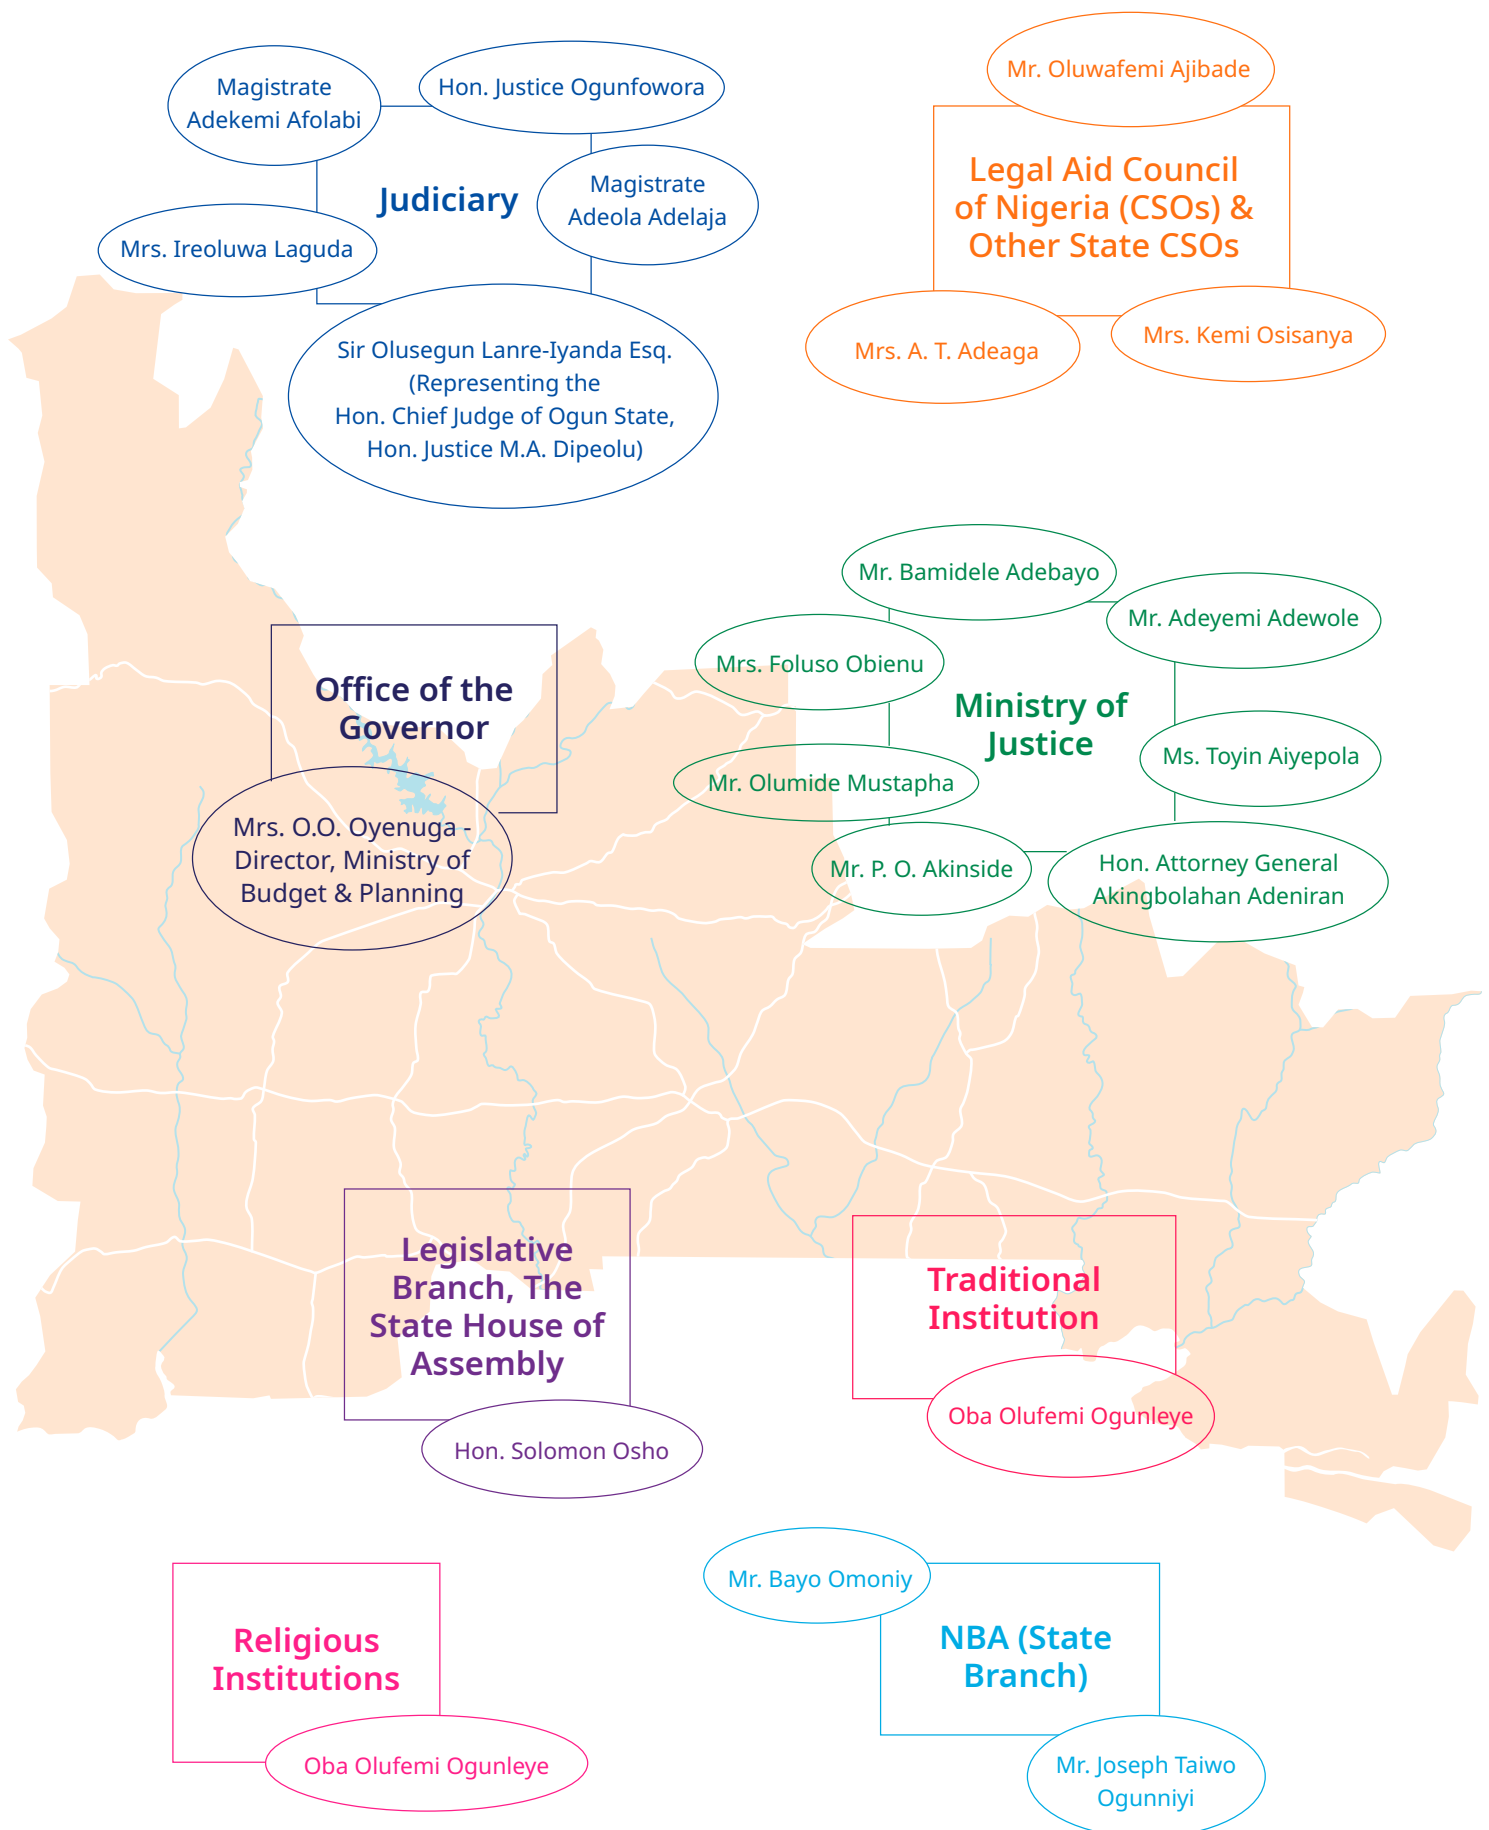 Magistrate
Adekemi Afolabi
Hon. Justice Ogunfowora
Judiciary
Magistrate
Adeola Adelaja
Mrs. Ireoluwa Laguda
Sir Olusegun Lanre-Iyanda Esq.
(Representing the
Hon. Chief Judge of Ogun State,
Hon. Justice M.A. Dipeolu)
Mr. Oluwafemi Ajibade
Legal Aid Council
of Nigeria (CSOs) &
Other State CSOs
Mrs. A. T. Adeaga
Mrs. Kemi Osisanya
Office of the
Governor
Mrs. O.O. Oyenuga -
Director, Ministry of
Budget & Planning
Mr. Bamidele Adebayo
Mr. Adeyemi Adewole
Mrs. Foluso Obienu
Ministry of
Justice
Ms. Toyin Aiyepola
Mr. Olumide Mustapha
Mr. P. O. Akinside
Hon. Attorney General
Akingbolahan Adeniran
Legislative
Branch, The
State House of
Assembly
Hon. Solomon Osho
Traditional
Institution
Oba Olufemi Ogunleye
Religious
Institutions
Oba Olufemi Ogunleye
Mr. Bayo Omoniy
NBA (State
Branch)
Mr. Joseph Taiwo
Ogunniyi